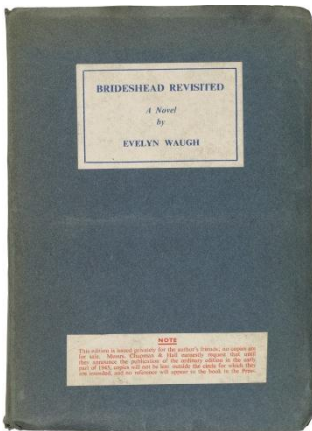 BRIDESHEAD REVISITED
A Novel
by
EVELYN WAUGH
NOTE
This edition is issued privately for the author's friends; no copies are
for sale. Messrs. Chapman & Hall earnestly request that until
they announce the publication of the ordinary edition in the early
part of 1945, copies will not be lent outside the circle for which they
are intended, and no reference will appear to the book in the Press.